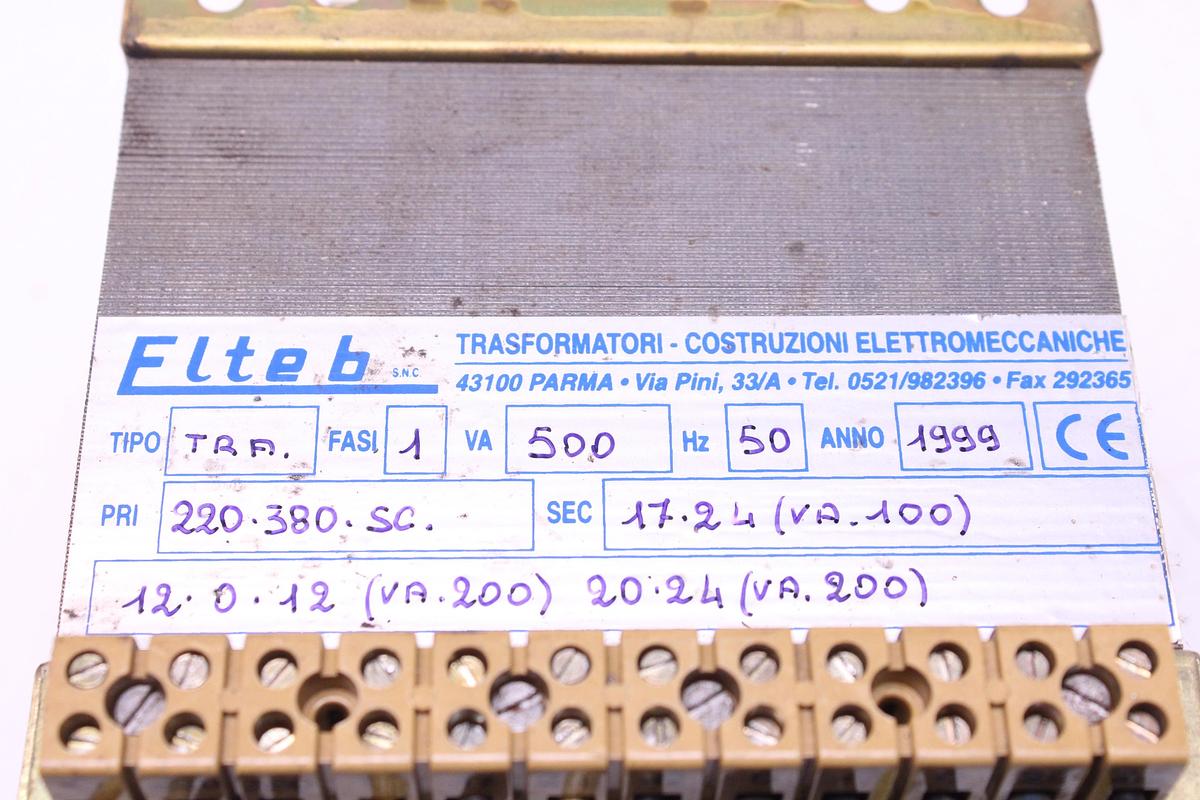 Elteb S.N.C. TRASFORMATORI - COSTRUZIONI ELETTROMECCANICHE
43100 PARMA • Via Pini, 33/A • Tel. 0521/982396 • Fax 292365
TIPO TRA. FASI 1 VA 500 Hz 50 ANNO 1999 CE
PRI 220.380.SC. SEC 17.24 (VA.100)
12.0.12 (VA.200) 20.24 (VA.200)